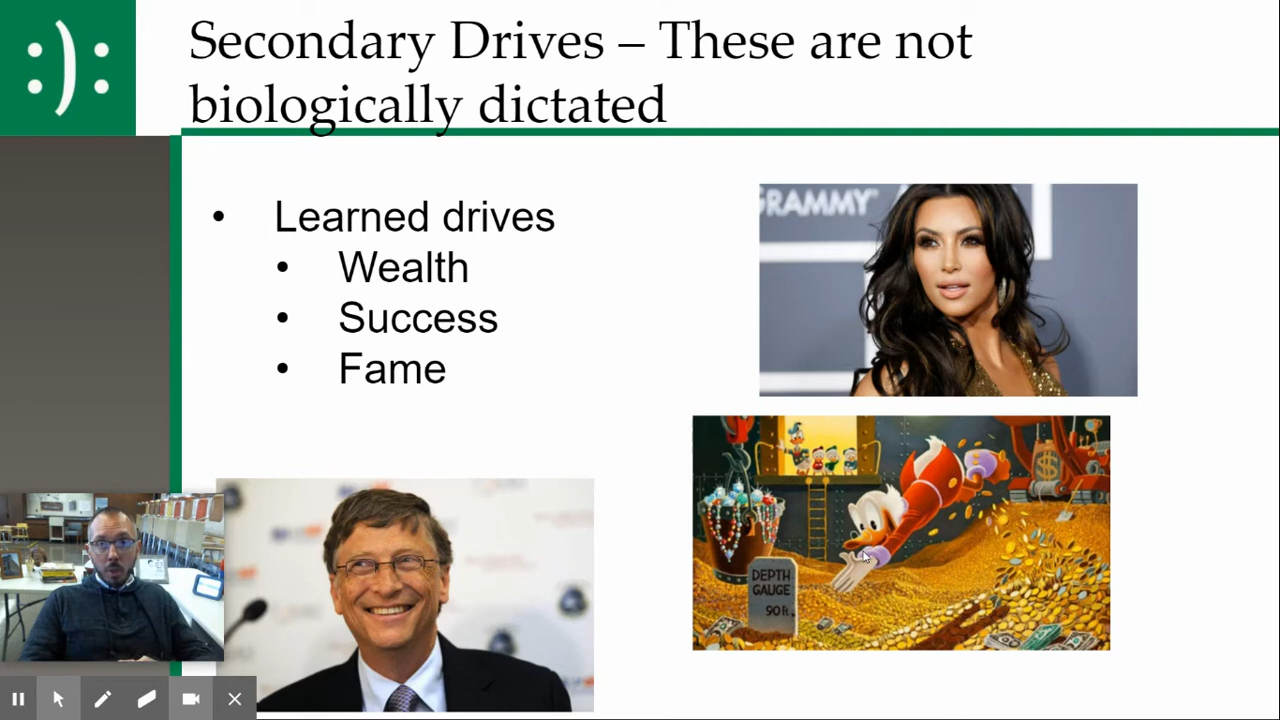 Secondary Drives – These are not
biologically dictated
• Learned drives
• Wealth
• Success
• Fame
GRAMMY
DEPTH
GAUGE
90 ft.